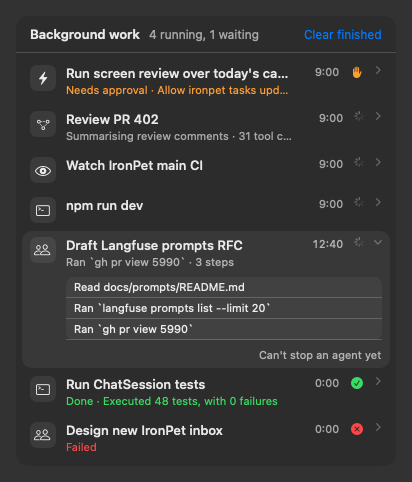 Background work 4 running, 1 waiting Clear finished
Run screen review over today's ca... 9:00
Needs approval · Allow ironpet tasks upd...
Review PR 402 9:00
Summarising review comments · 31 tool c...
Watch IronPet main CI 9:00
npm run dev 9:00
Draft Langfuse prompts RFC 12:40
Ran `gh pr view 5990` · 3 steps
Read docs/prompts/README.md
Ran `langfuse prompts list --limit 20`
Ran `gh pr view 5990`
Can't stop an agent yet
Run ChatSession tests 0:00
Done · Executed 48 tests, with 0 failures
Design new IronPet inbox 0:00
Failed